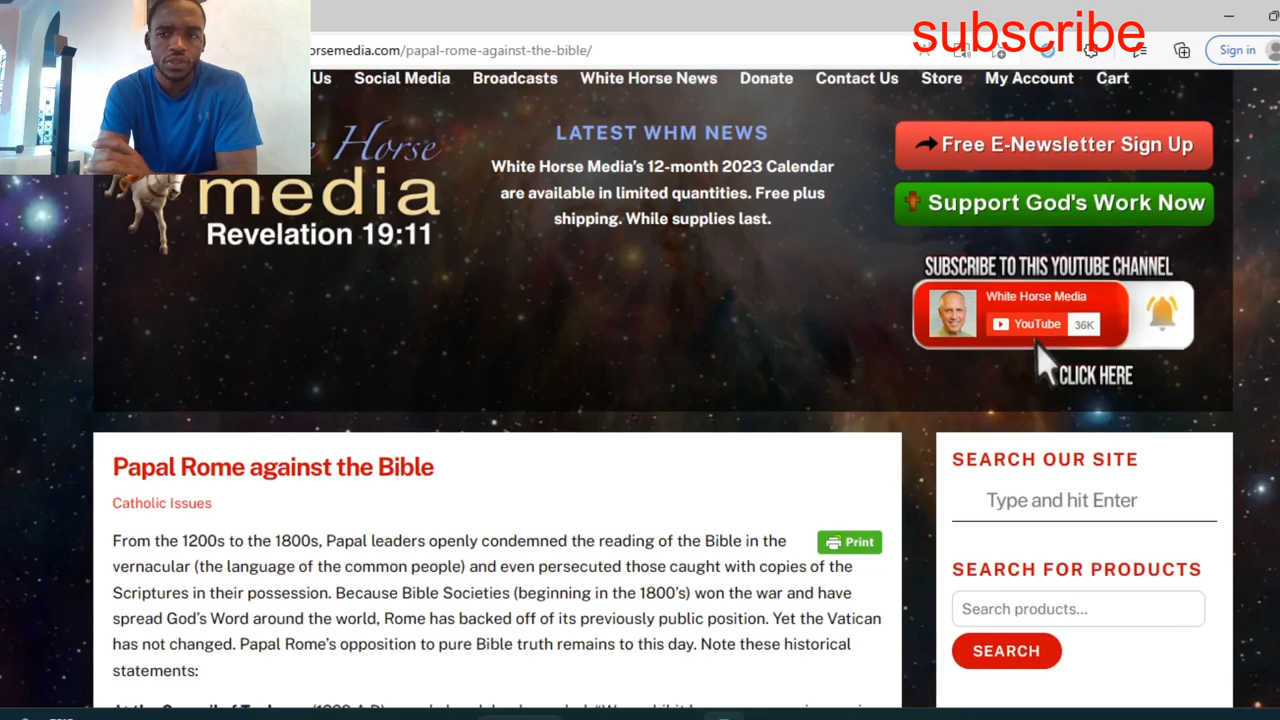 subscribe
orsemedia.com/papal-rome-against-the-bible/
Sign in
Us Social Media Broadcasts White Horse News Donate Contact Us Store My Account Cart
Horse
media
Revelation 19:11
LATEST WHM NEWS
White Horse Media's 12-month 2023 Calendar
are available in limited quantities. Free plus
shipping. While supplies last.
Free E-Newsletter Sign Up
Support God's Work Now
SUBSCRIBE TO THIS YOUTUBE CHANNEL
White Horse Media
YouTube 36K
CLICK HERE
Papal Rome against the Bible
Catholic Issues
From the 1200s to the 1800s, Papal leaders openly condemned the reading of the Bible in the
vernacular (the language of the common people) and even persecuted those caught with copies of the
Scriptures in their possession. Because Bible Societies (beginning in the 1800's) won the war and have
spread God's Word around the world, Rome has backed off of its previously public position. Yet the Vatican
has not changed. Papal Rome's opposition to pure Bible truth remains to this day. Note these historical
statements:
Print
SEARCH OUR SITE
Type and hit Enter
SEARCH FOR PRODUCTS
Search products...
SEARCH